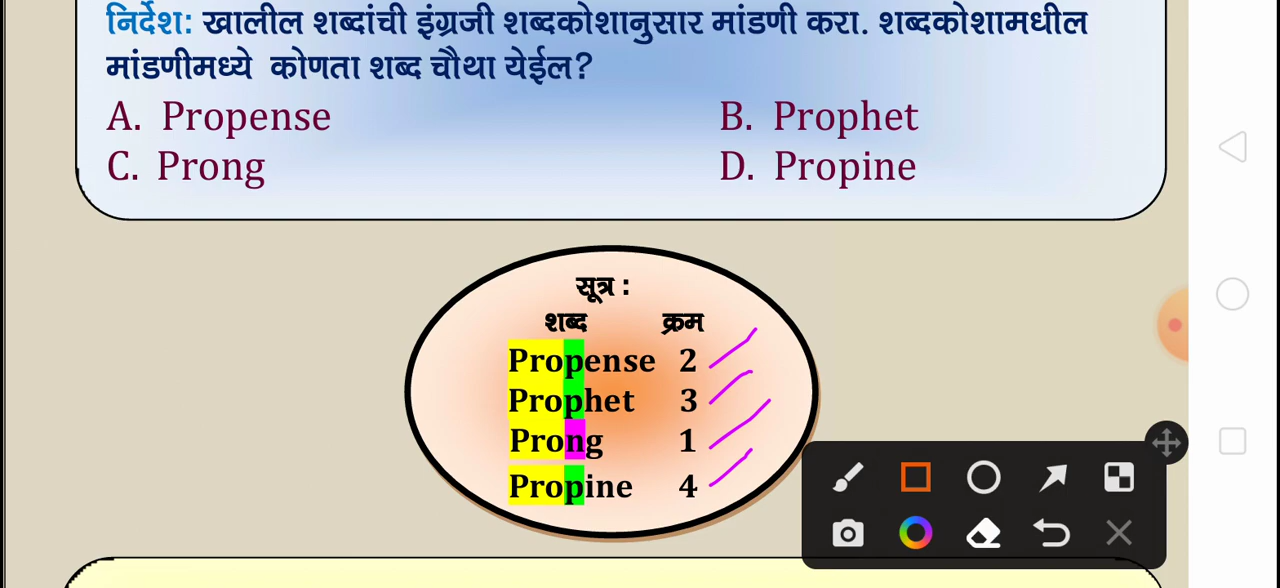 निर्देश: खालील शब्दांची इंग्रजी शब्दकोशानुसार मांडणी करा. शब्दकोशामधील
मांडणीमध्ये कोणता शब्द चौथा येईल?
A. Propense B. Prophet
C. Prong D. Propine
सूत्र :
शब्द क्रम
Propense 2
Prophet 3
Prong 1
Propine 4